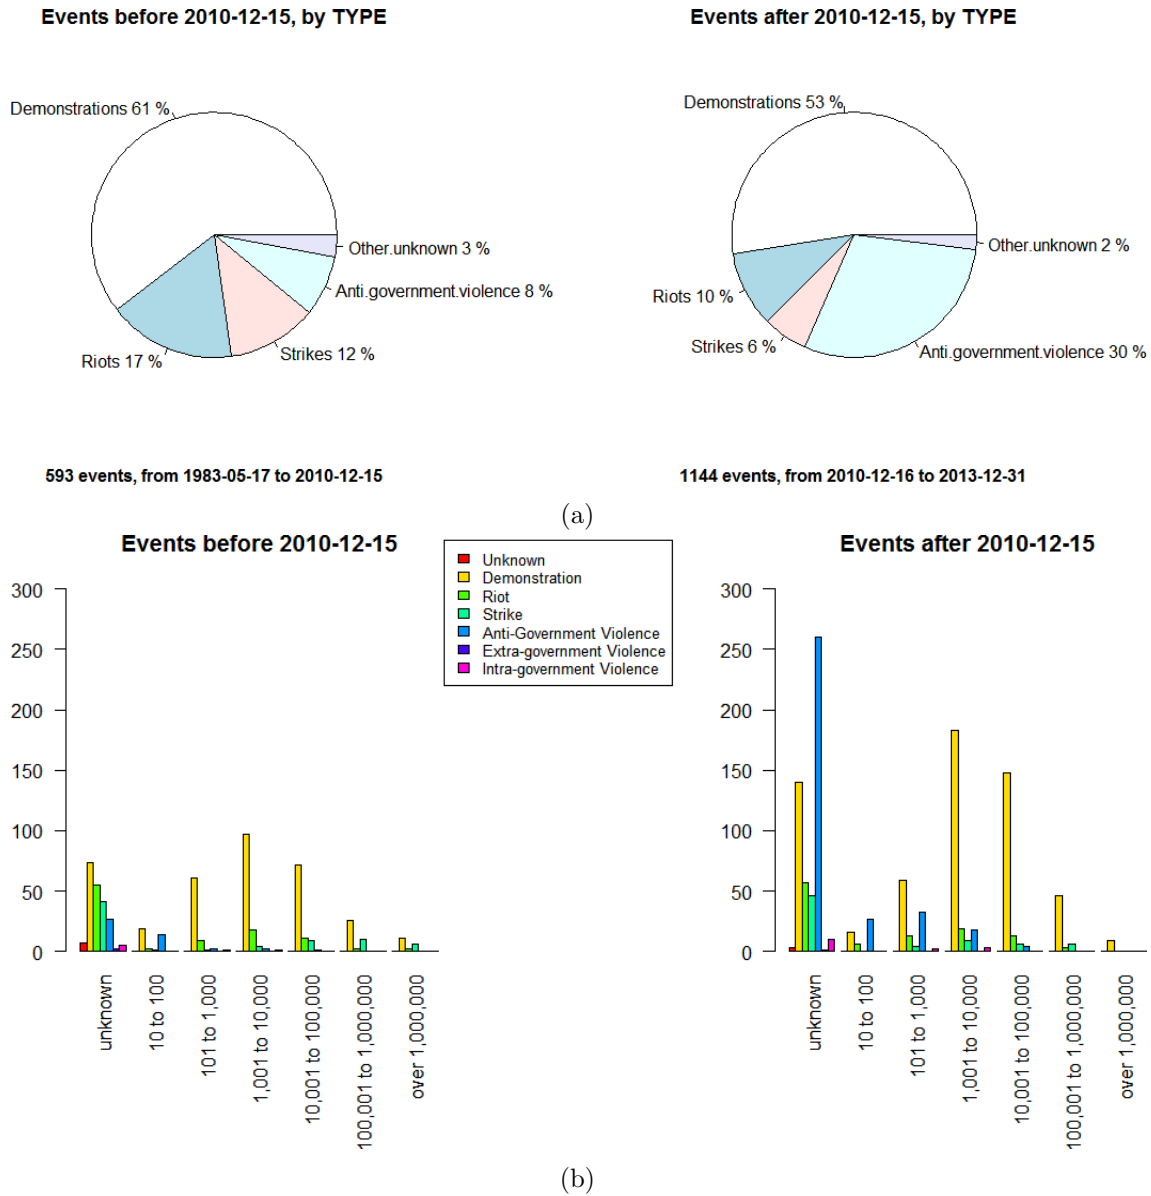 Events before 2010-12-15, by TYPE
Events after 2010-12-15, by TYPE
Demonstrations 61 %
Other.unknown 3 %
Anti.government.violence 8 %
Strikes 12 %
Riots 17 %
Demonstrations 53 %
Other.unknown 2 %
Riots 10 %
Strikes 6 %
Anti.government.violence 30 %
593 events, from 1983-05-17 to 2010-12-15
1144 events, from 2010-12-16 to 2013-12-31
(a)
Events before 2010-12-15
Unknown
Demonstration
Riot
Strike
Anti-Government Violence
Extra-government Violence
Intra-government Violence
Events after 2010-12-15
300
250
200
150
100
50
0
unknown
10 to 100
101 to 1,000
1,001 to 10,000
10,001 to 100,000
100,001 to 1,000,000
over 1,000,000
300
250
200
150
100
50
0
unknown
10 to 100
101 to 1,000
1,001 to 10,000
10,001 to 100,000
100,001 to 1,000,000
over 1,000,000
(b)